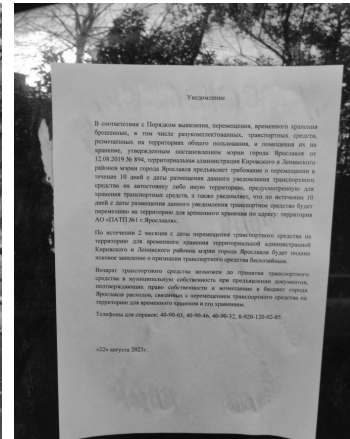 Уведомление
В соответствии с Порядком выявления, перемещения, временного хранения
брошенных, в том числе разукомплектованных, транспортных средств,
размещенных на территориях общего пользования, и помещения их на
хранение, утвержденным постановлением мэрии города Ярославля от
12.08.2019 № 894, территориальная администрация Кировского и Ленинского
районов мэрии города Ярославля предъявляет требования о перемещении в
течение 10 дней с даты размещения данного уведомления транспортного
средства на автостоянку либо иную территорию, предусмотренную для
хранения транспортных средств, а также уведомляет, что по истечении 10
дней с даты размещения данного уведомления транспортное средство будет
перемещено на территорию для временного хранения по адресу: территория
АО «ПАТП №1 г.Ярославля».
По истечение 2 месяцев с даты перемещения транспортного средства на
территорию для временного хранения территориальной администрацией
Кировского и Ленинского районов мэрии города Ярославля будет подано
исковое заявление о признании транспортного средства бесхозяйным.
Возврат транспортного средства возможен до принятия транспортного
средства в муниципальную собственность при предъявлении документов,
подтверждающих право собственности и возмещении в бюджет города
Ярославля расходов, связанных с перемещением транспортного средства на
территорию для временного хранения и его хранением.
Телефоны для справок: 40-90-03, 40-90-46, 40-90-32, 8-920-120-02-85.
«22» августа 2023г.